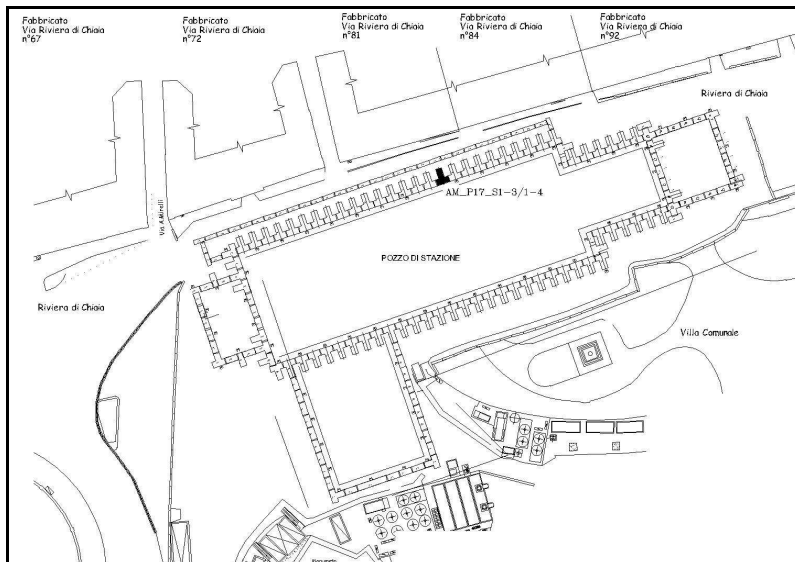 Fabbricato
Via Riviera di Chiaia
n°67
Fabbricato
Via Riviera di Chiaia
n°72
Fabbricato
Via Riviera di Chiaia
n°81
Fabbricato
Via Riviera di Chiaia
n°84
Fabbricato
Via Riviera di Chiaia
n°92
Riviera di Chiaia
AM_P17_S1-3/1-4
Via A.Mirelli
POZZO DI STAZIONE
Riviera di Chiaia
Villa Comunale